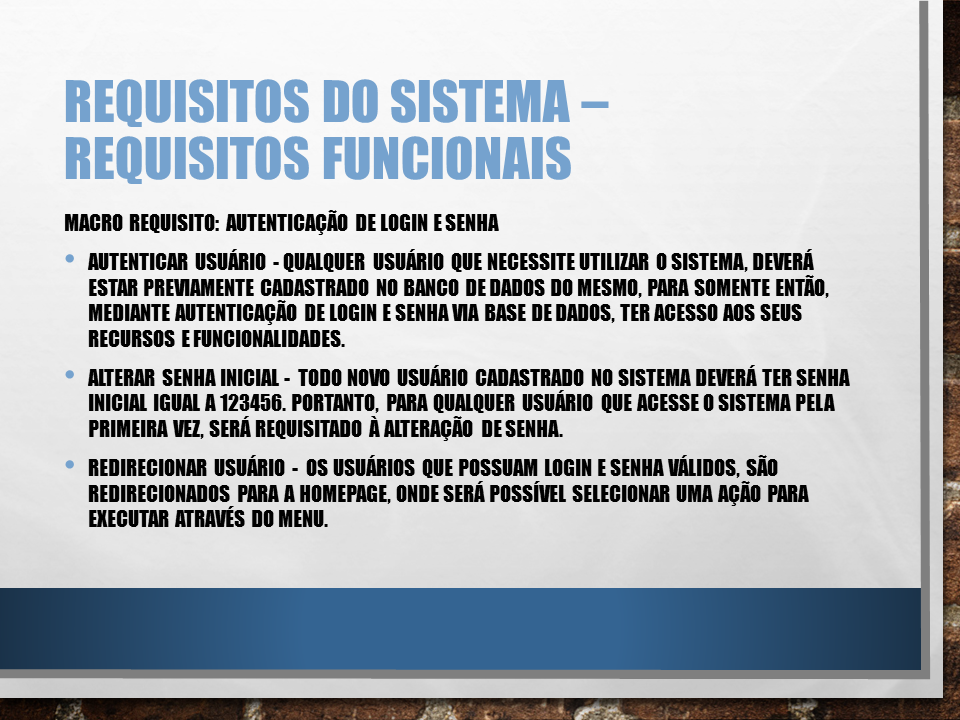 REQUISITOS DO SISTEMA –
REQUISITOS FUNCIONAIS
MACRO REQUISITO: AUTENTICAÇÃO DE LOGIN E SENHA
• AUTENTICAR USUÁRIO - QUALQUER USUÁRIO QUE NECESSITE UTILIZAR O SISTEMA, DEVERÁ
ESTAR PREVIAMENTE CADASTRADO NO BANCO DE DADOS DO MESMO, PARA SOMENTE ENTÃO,
MEDIANTE AUTENTICAÇÃO DE LOGIN E SENHA VIA BASE DE DADOS, TER ACESSO AOS SEUS
RECURSOS E FUNCIONALIDADES.
• ALTERAR SENHA INICIAL - TODO NOVO USUÁRIO CADASTRADO NO SISTEMA DEVERÁ TER SENHA
INICIAL IGUAL A 123456. PORTANTO, PARA QUALQUER USUÁRIO QUE ACESSE O SISTEMA PELA
PRIMEIRA VEZ, SERÁ REQUISITADO À ALTERAÇÃO DE SENHA.
• REDIRECIONAR USUÁRIO - OS USUÁRIOS QUE POSSUAM LOGIN E SENHA VÁLIDOS, SÃO
REDIRECIONADOS PARA A HOMEPAGE, ONDE SERÁ POSSÍVEL SELECIONAR UMA AÇÃO PARA
EXECUTAR ATRAVÉS DO MENU.